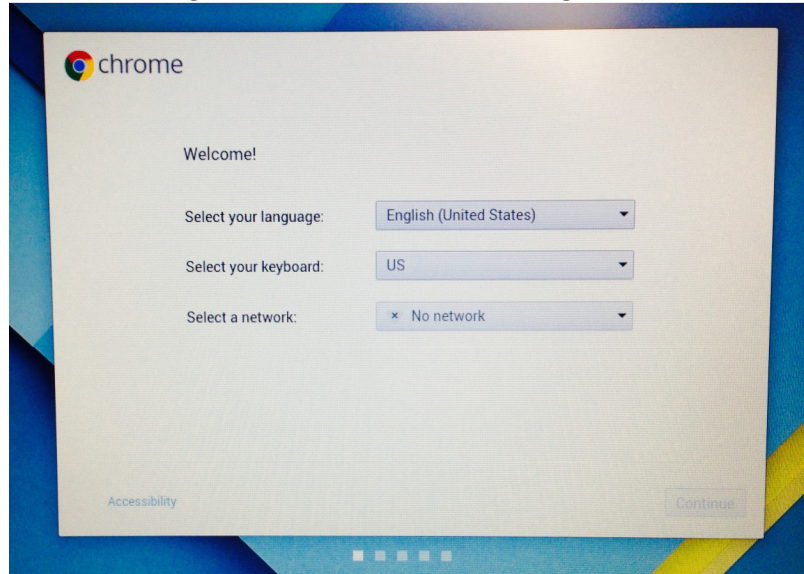 chrome
Welcome!
Select your language: English (United States)
Select your keyboard: US
Select a network: × No network
Accessibility
Continue